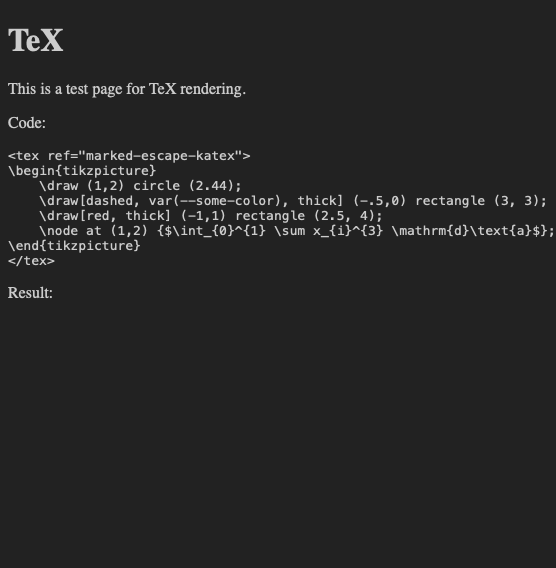 TeX
This is a test page for TeX rendering.
Code:
<tex ref="marked-escape-katex">
\begin{tikzpicture}
    \draw (1,2) circle (2.44);
    \draw[dashed, var(--some-color), thick] (-.5,0) rectangle (3, 3);
    \draw[red, thick] (-1,1) rectangle (2.5, 4);
    \node at (1,2) {$\int_{0}^{1} \sum x_{i}^{3} \mathrm{d}\text{a}$};
\end{tikzpicture}
</tex>
Result: